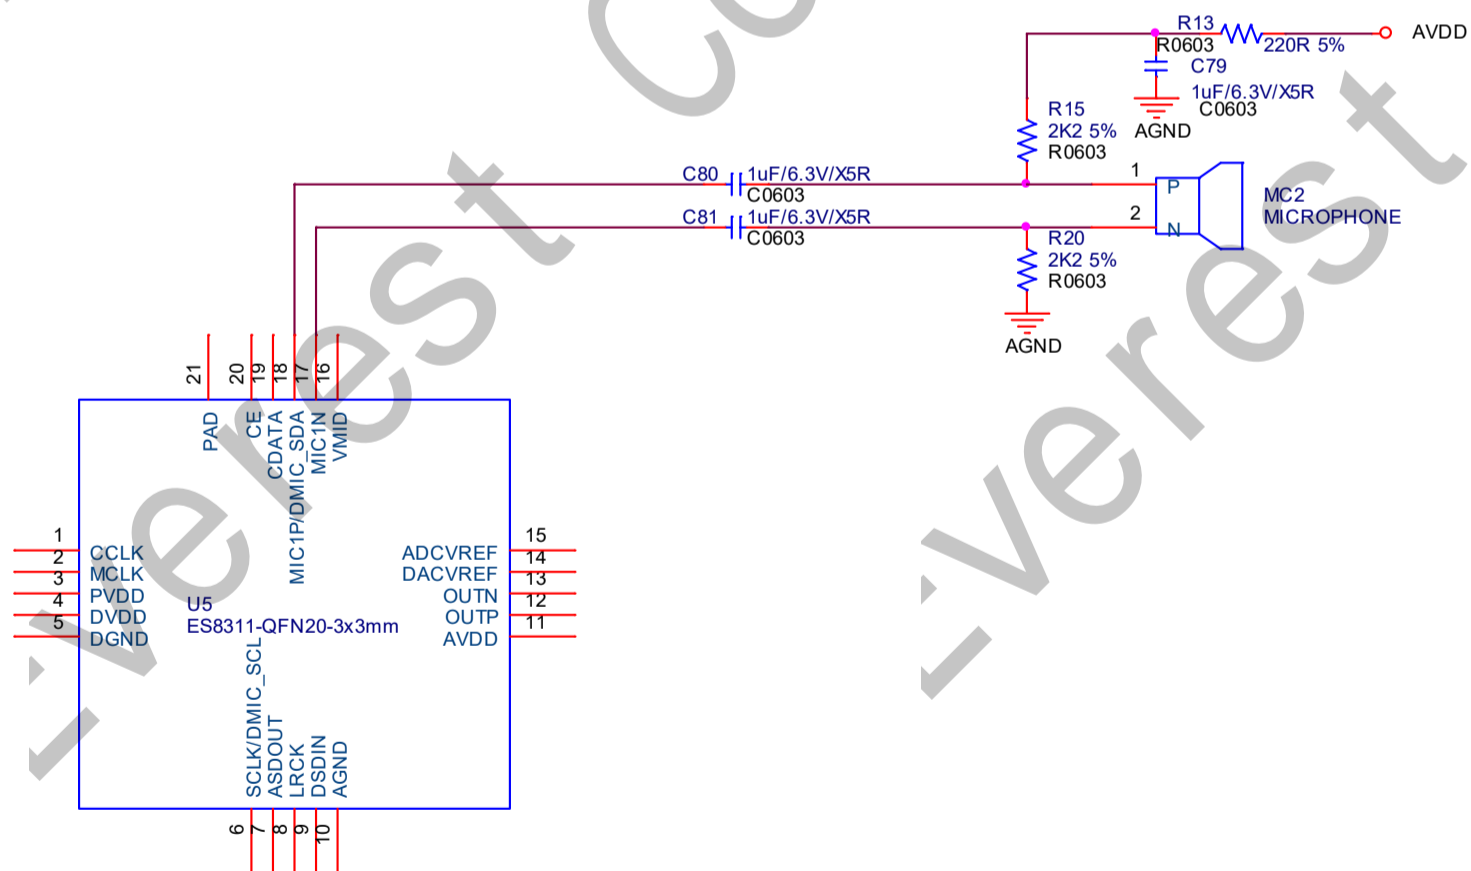 R13
R0603
220R 5%
AVDD
C79
1uF/6.3V/X5R
C0603
AGND
R15
2K2 5%
R0603
C80
1uF/6.3V/X5R
C0603
1
P
MC2
MICROPHONE
C81
1uF/6.3V/X5R
C0603
2
N
R20
2K2 5%
R0603
AGND
21
20
19
18
17
16
PAD
CE
CDATA
MIC1P/DMIC_SDA
MIC1N
VMID
1
CCLK
2
MCLK
3
PVDD
4
DVDD
5
DGND
U5
ES8311-QFN20-3x3mm
15
ADCVREF
14
DACVREF
13
OUTN
12
OUTP
11
AVDD
SCLK/DMIC_SCL
ASDOUT
LRCK
DSDIN
AGND
6
7
8
9
10
Everest
Everest
Co